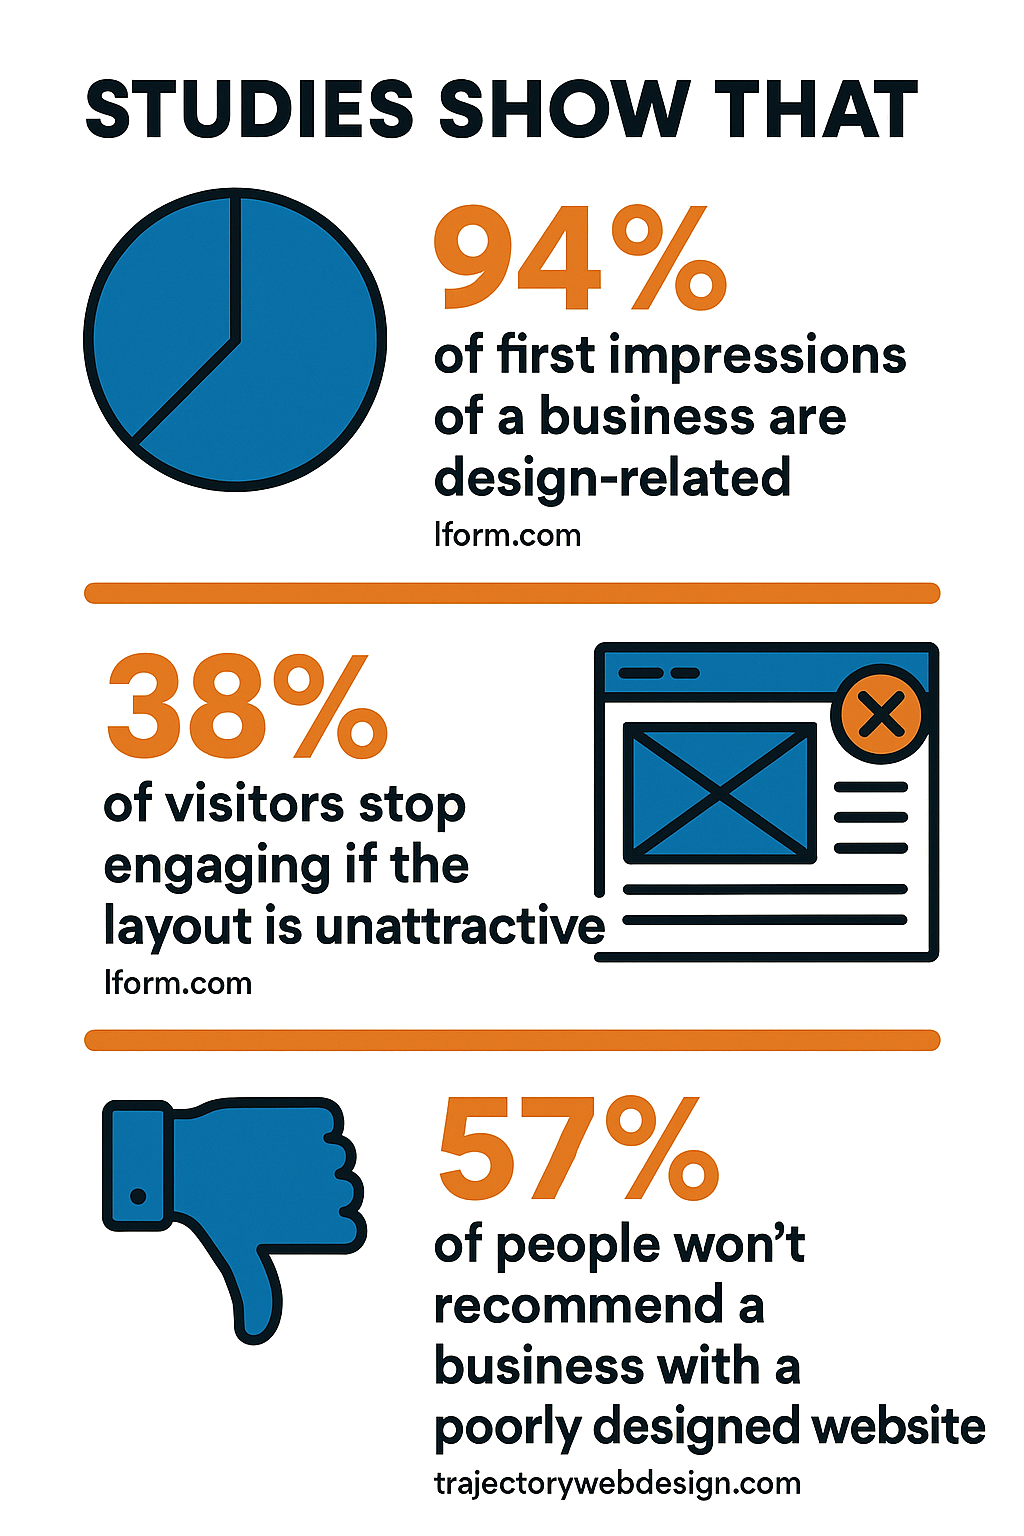 STUDIES SHOW THAT
94%
of first impressions
of a business are
design-related
lform.com
38%
of visitors stop
engaging if the
layout is unattractive
lform.com
57%
of people won’t
recommend a
business with a
poorly designed website
trajectorywebdesign.com